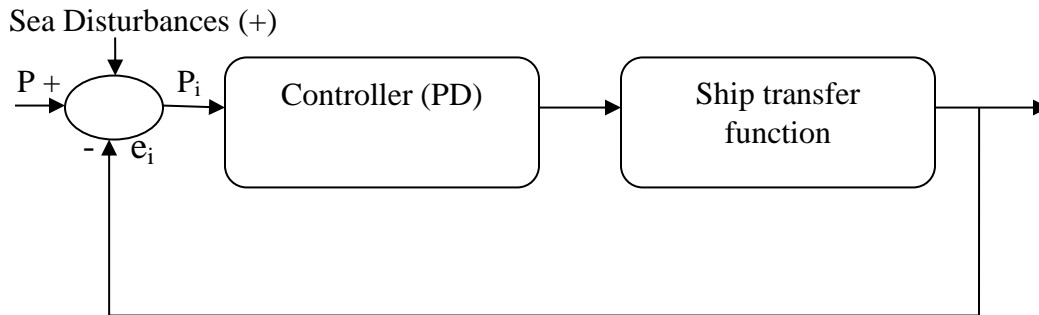 Sea Disturbances (+)
P +
Pi
Controller (PD)
Ship transfer
function
- ei